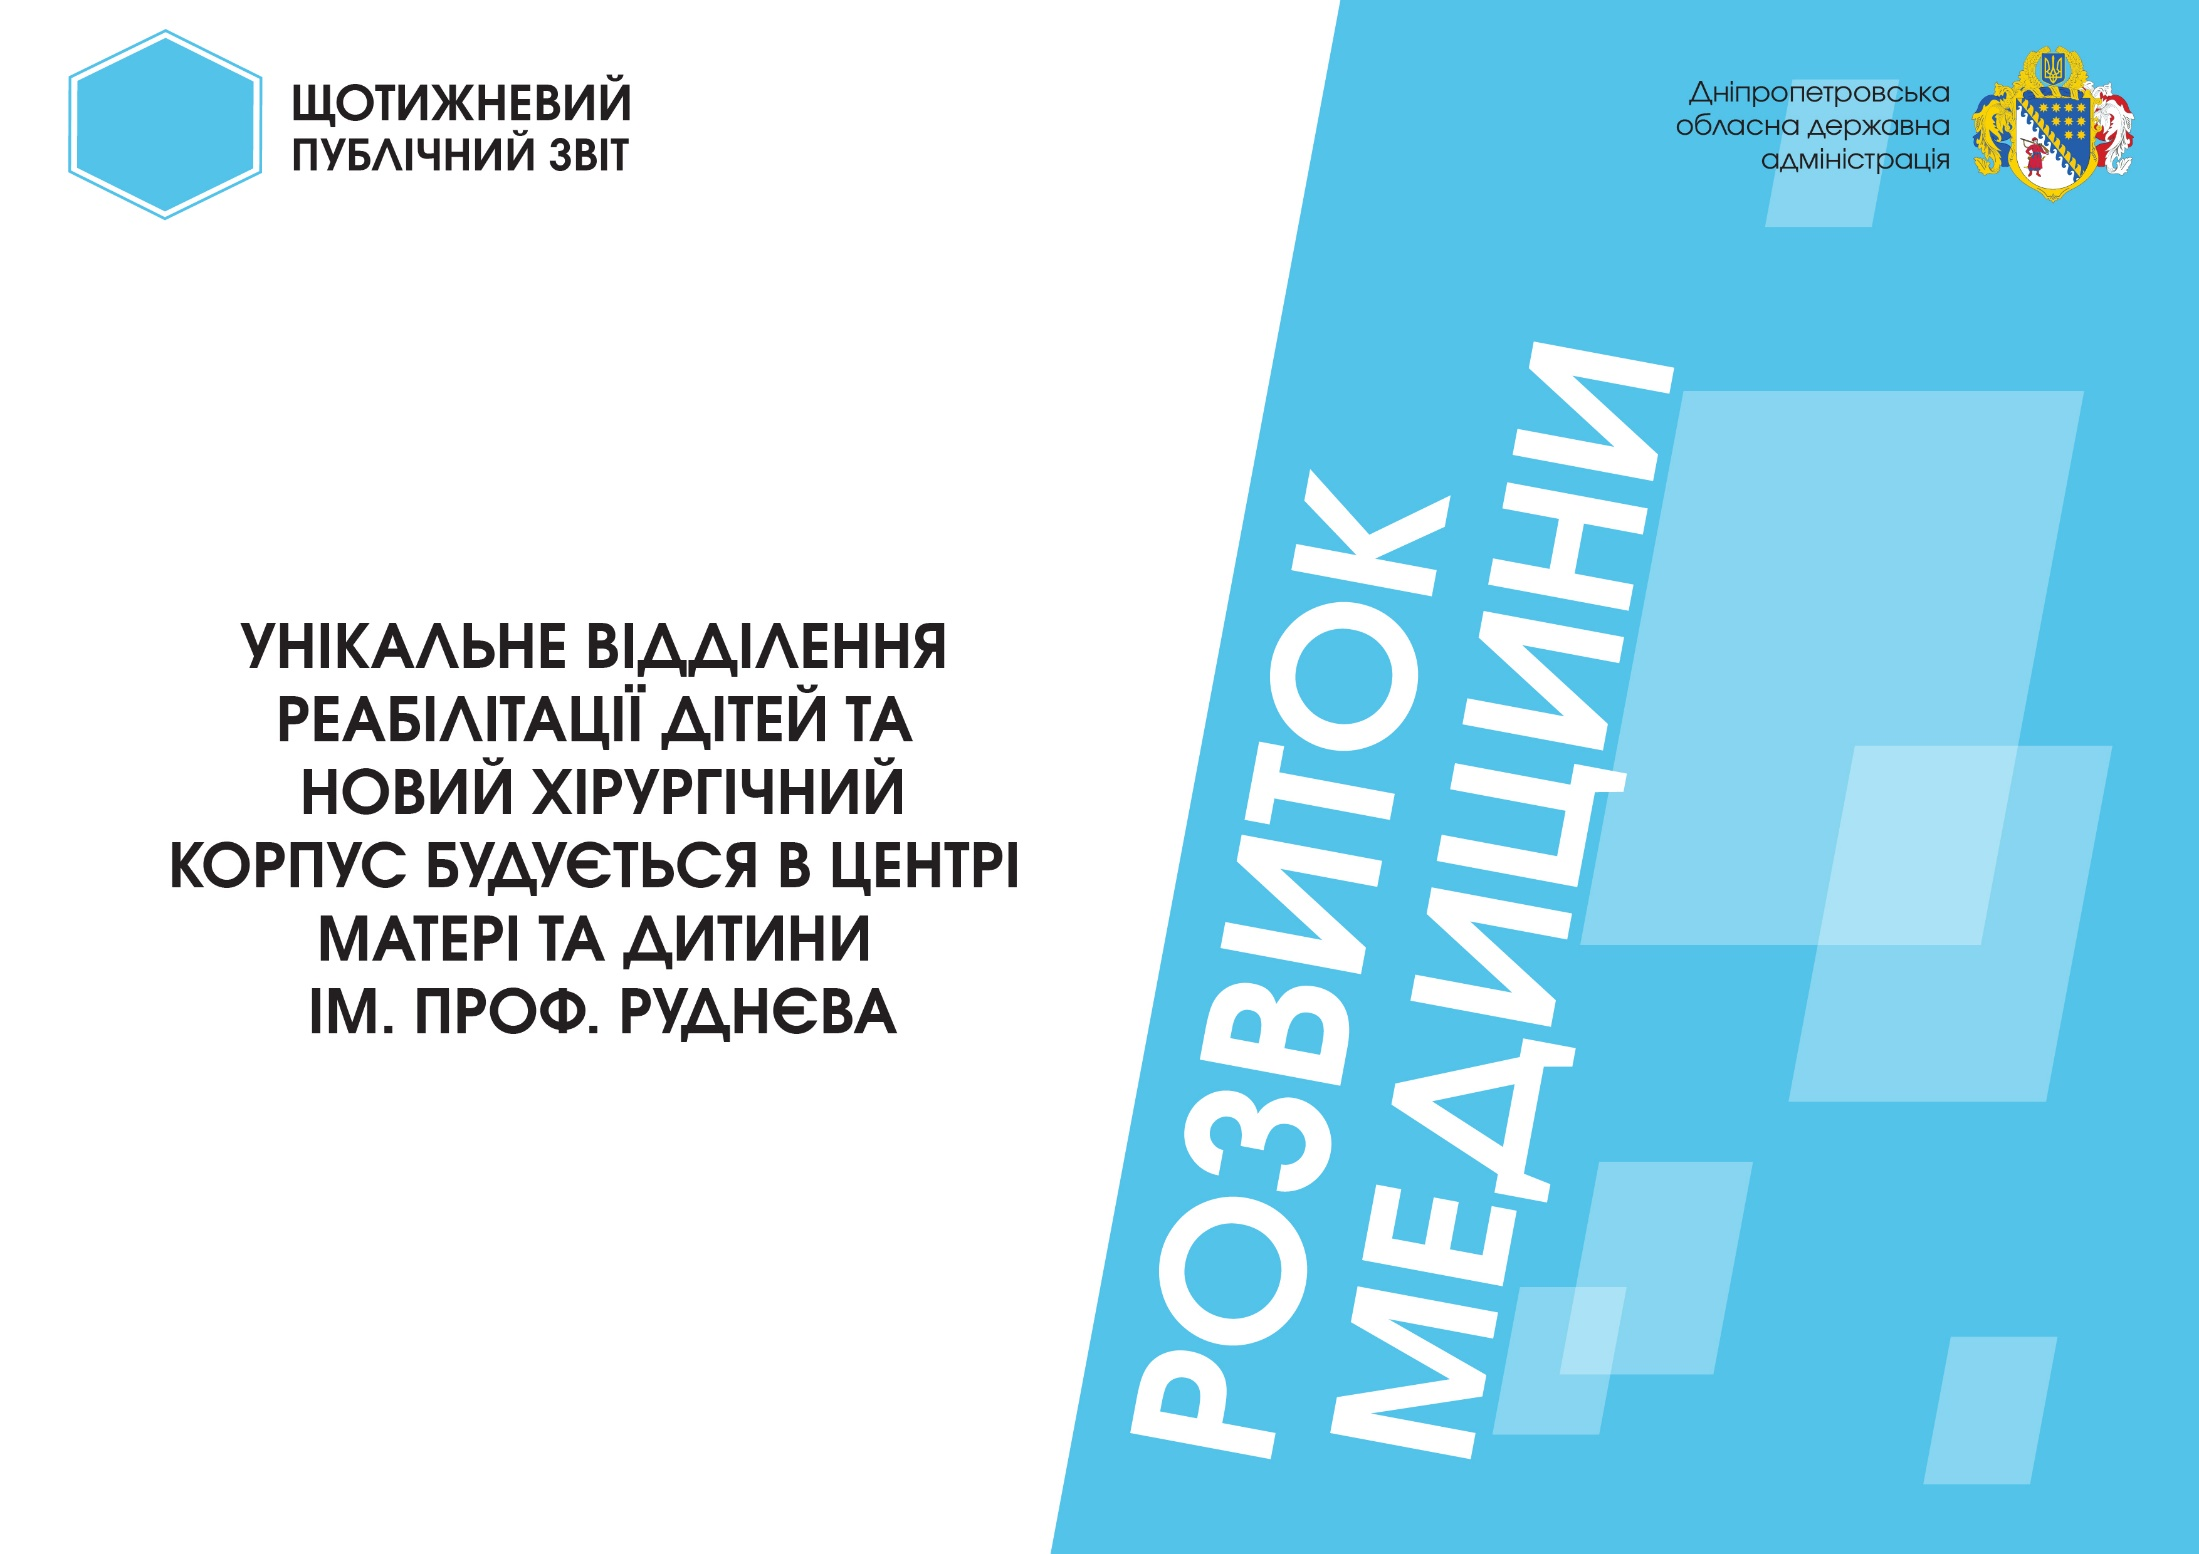 ЩОТИЖНЕВИЙ
ПУБЛІЧНИЙ ЗВІТ
Дніпропетровська
обласна державна
адміністрація
УНІКАЛЬНЕ ВІДДІЛЕННЯ
РЕАБІЛІТАЦІЇ ДІТЕЙ ТА
НОВИЙ ХІРУРГІЧНИЙ
КОРПУС БУДУЄТЬСЯ В ЦЕНТРІ
МАТЕРІ ТА ДИТИНИ
ІМ. ПРОФ. РУДНЄВА
РОЗВИТОК
МЕДИЦИНИ